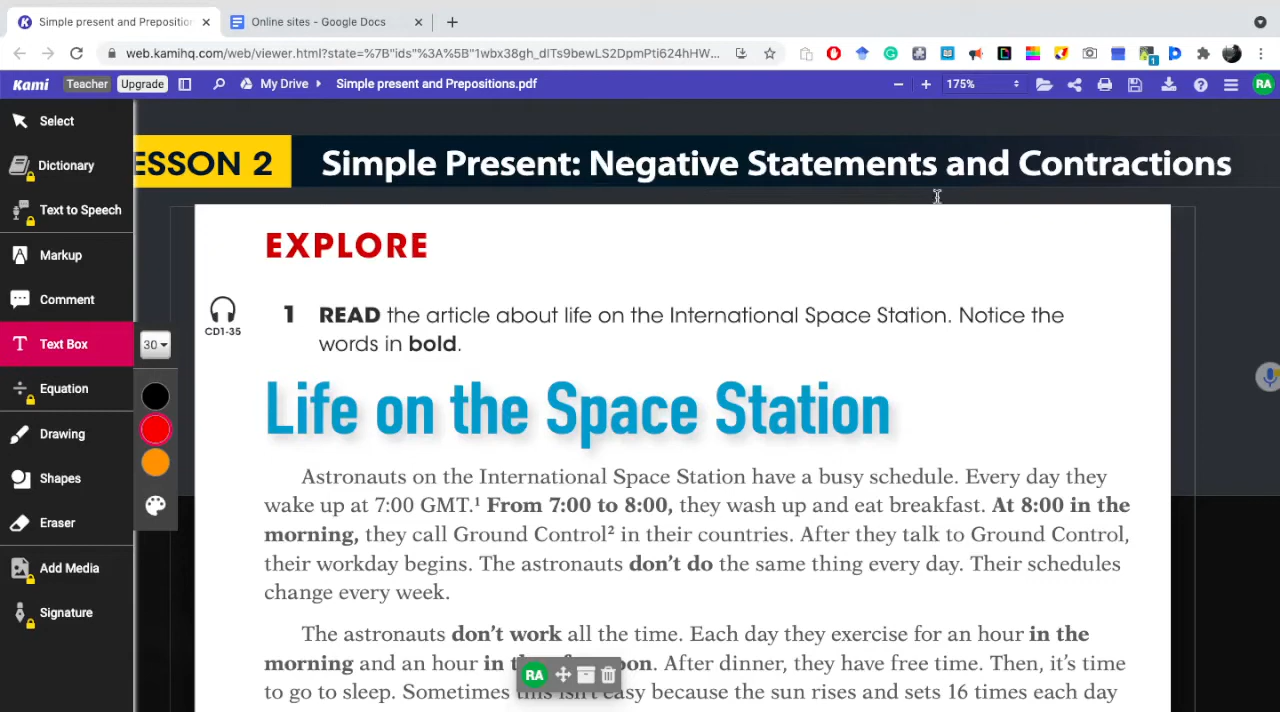 Simple present and Prepositio
Online sites - Google Docs
web.kamihq.com/web/viewer.html?state=%7B"ids"%3A%5B"1wbx38gh_dITs9bewLS2DpmPti624hHW...
Kami Teacher Upgrade My Drive Simple present and Prepositions.pdf 175% RA
Select
Dictionary
Text to Speech
Markup
Comment
Text Box
30
Equation
Drawing
Shapes
Eraser
Add Media
Signature
ESSON 2 Simple Present: Negative Statements and Contractions
EXPLORE
CD1-35
1 READ the article about life on the International Space Station. Notice the
words in bold.
Life on the Space Station
Astronauts on the International Space Station have a busy schedule. Every day they
wake up at 7:00 GMT.¹ From 7:00 to 8:00, they wash up and eat breakfast. At 8:00 in the
morning, they call Ground Control² in their countries. After they talk to Ground Control,
their workday begins. The astronauts don't do the same thing every day. Their schedules
change every week.
The astronauts don't work all the time. Each day they exercise for an hour in the
morning and an hour in oon. After dinner, they have free time. Then, it's time
to go to sleep. Sometimes this isn't easy because the sun rises and sets 16 times each day
RA